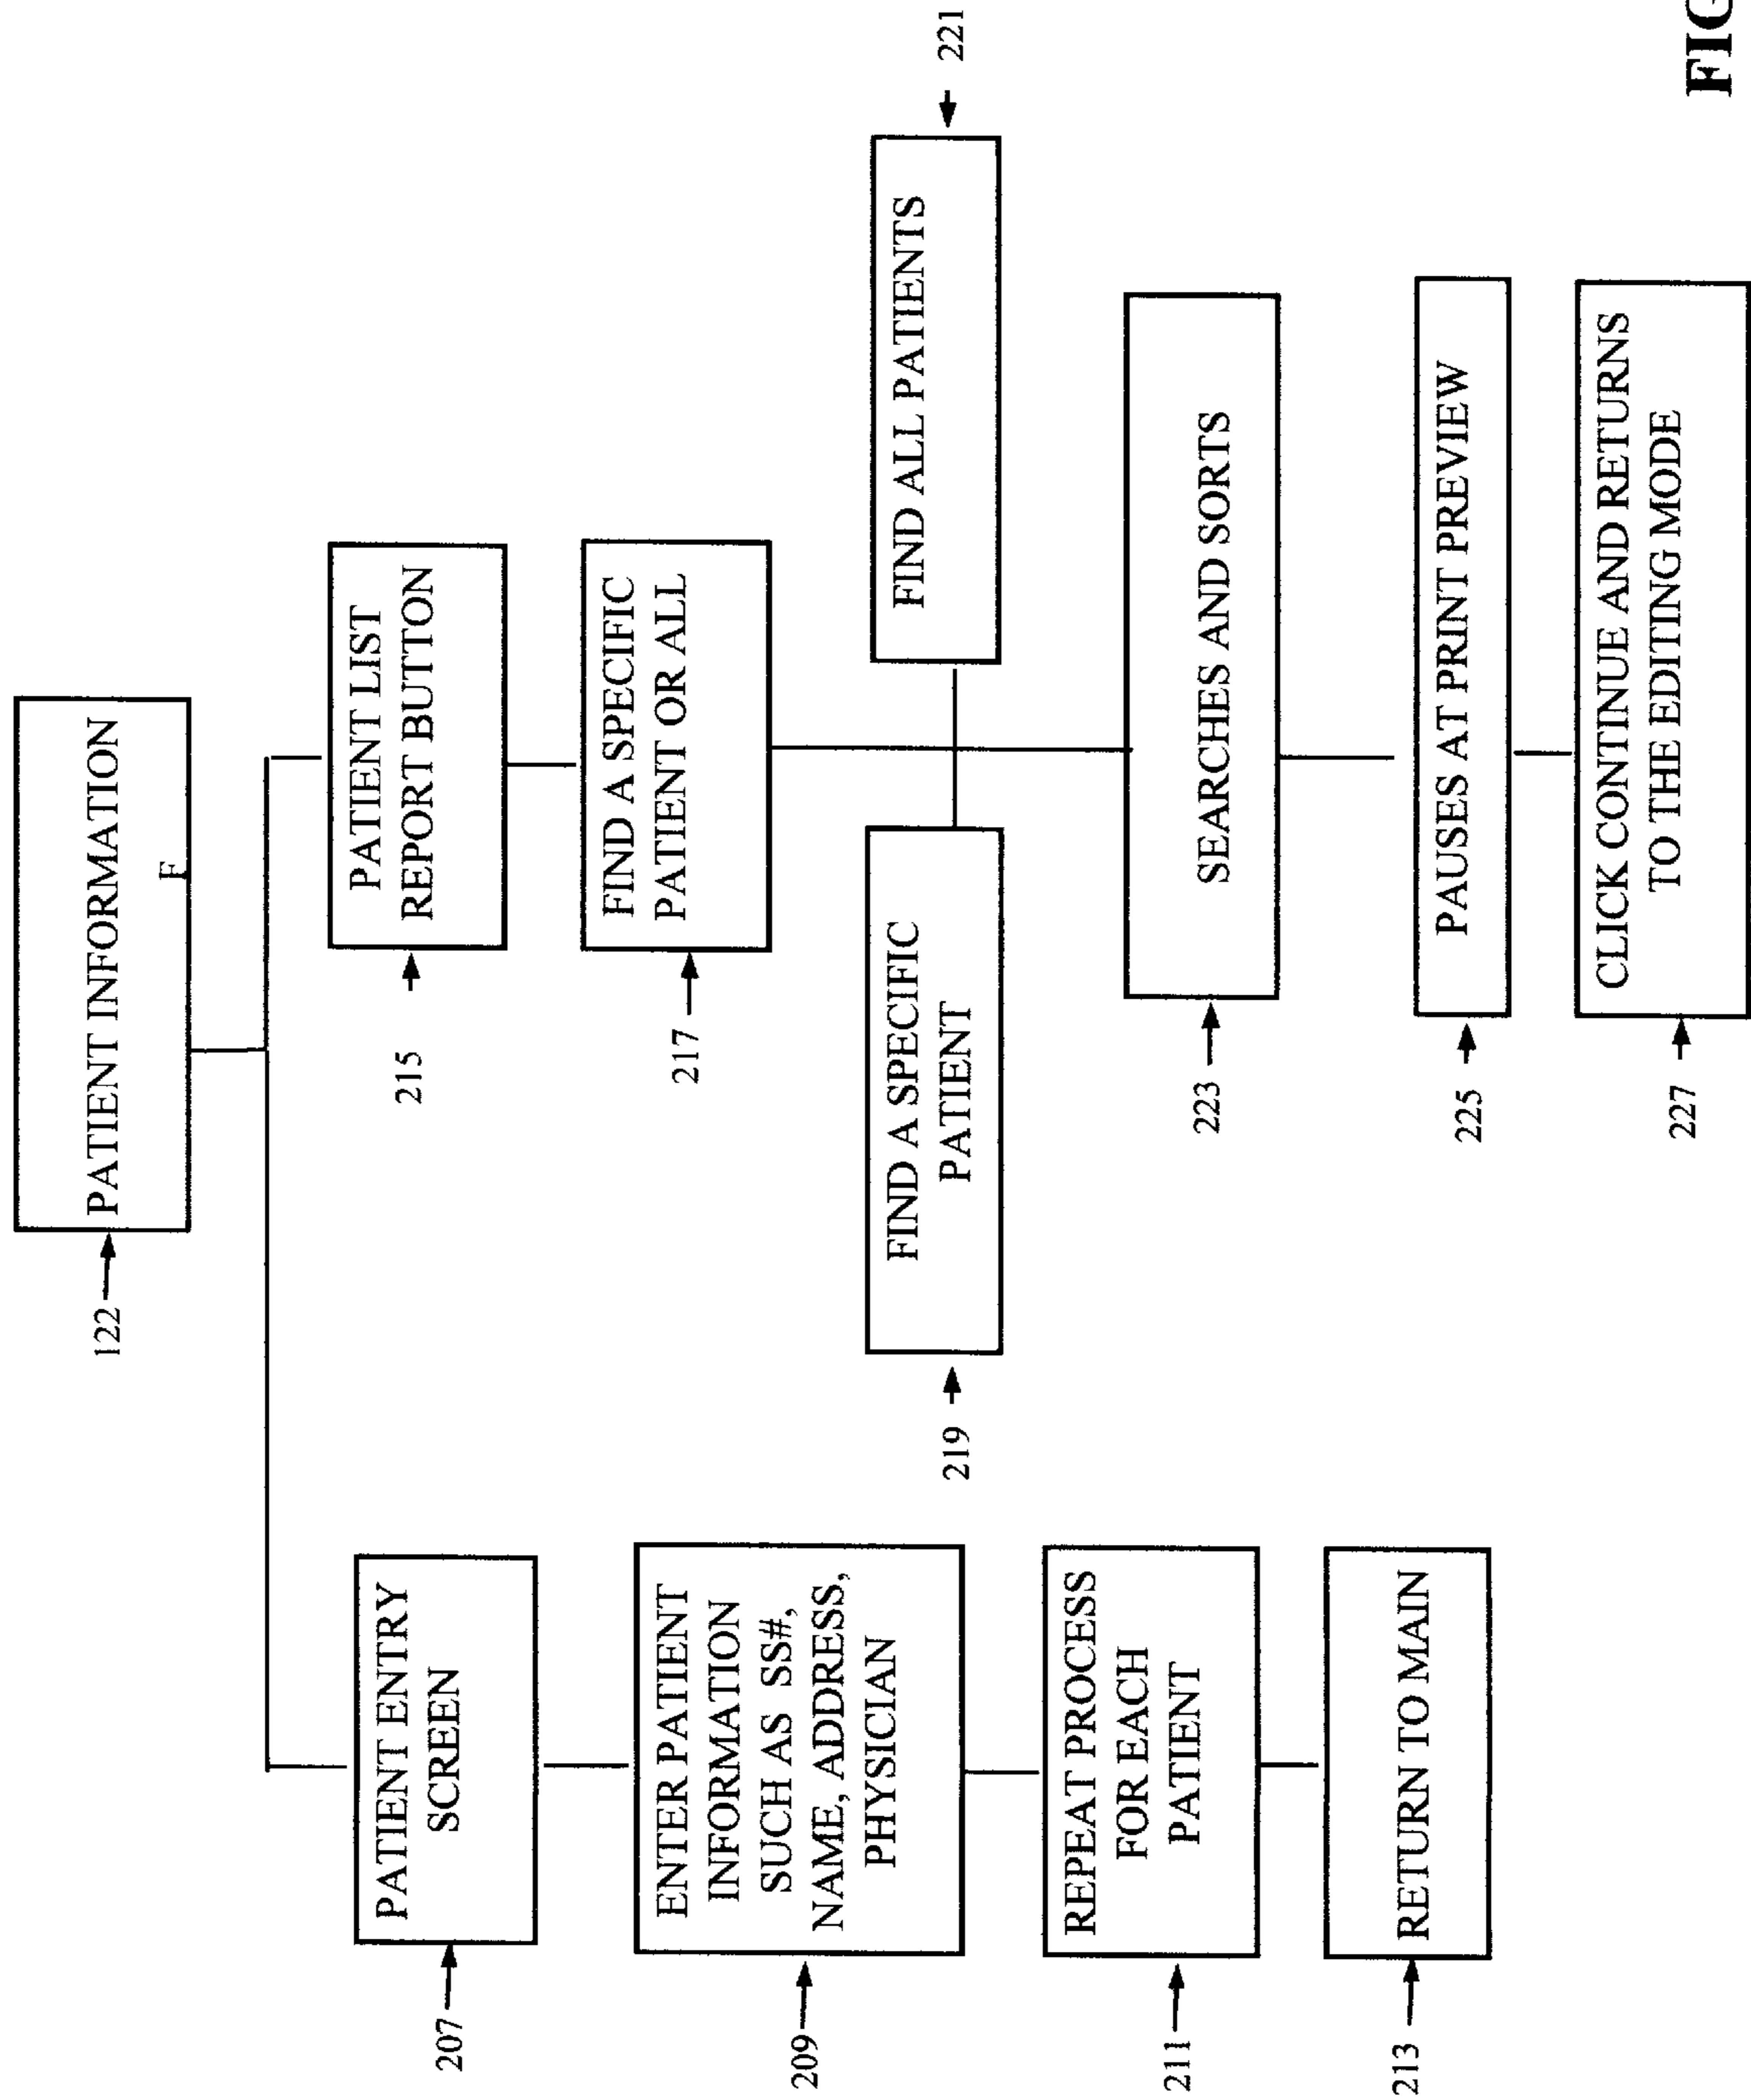 122
PATIENT INFORMATION
F
207
PATIENT ENTRY
SCREEN
209
ENTER PATIENT
INFORMATION
SUCH AS SS#,
NAME, ADDRESS,
PHYSICIAN
211
REPEAT PROCESS
FOR EACH
PATIENT
213
RETURN TO MAIN
215
PATIENT LIST
REPORT BUTTON
217
FIND A SPECIFIC
PATIENT OR ALL
219
FIND A SPECIFIC
PATIENT
FIND ALL PATIENTS
221
223
SEARCHES AND SORTS
225
PAUSES AT PRINT PREVIEW
227
CLICK CONTINUE AND RETURNS
TO THE EDITING MODE
FIG